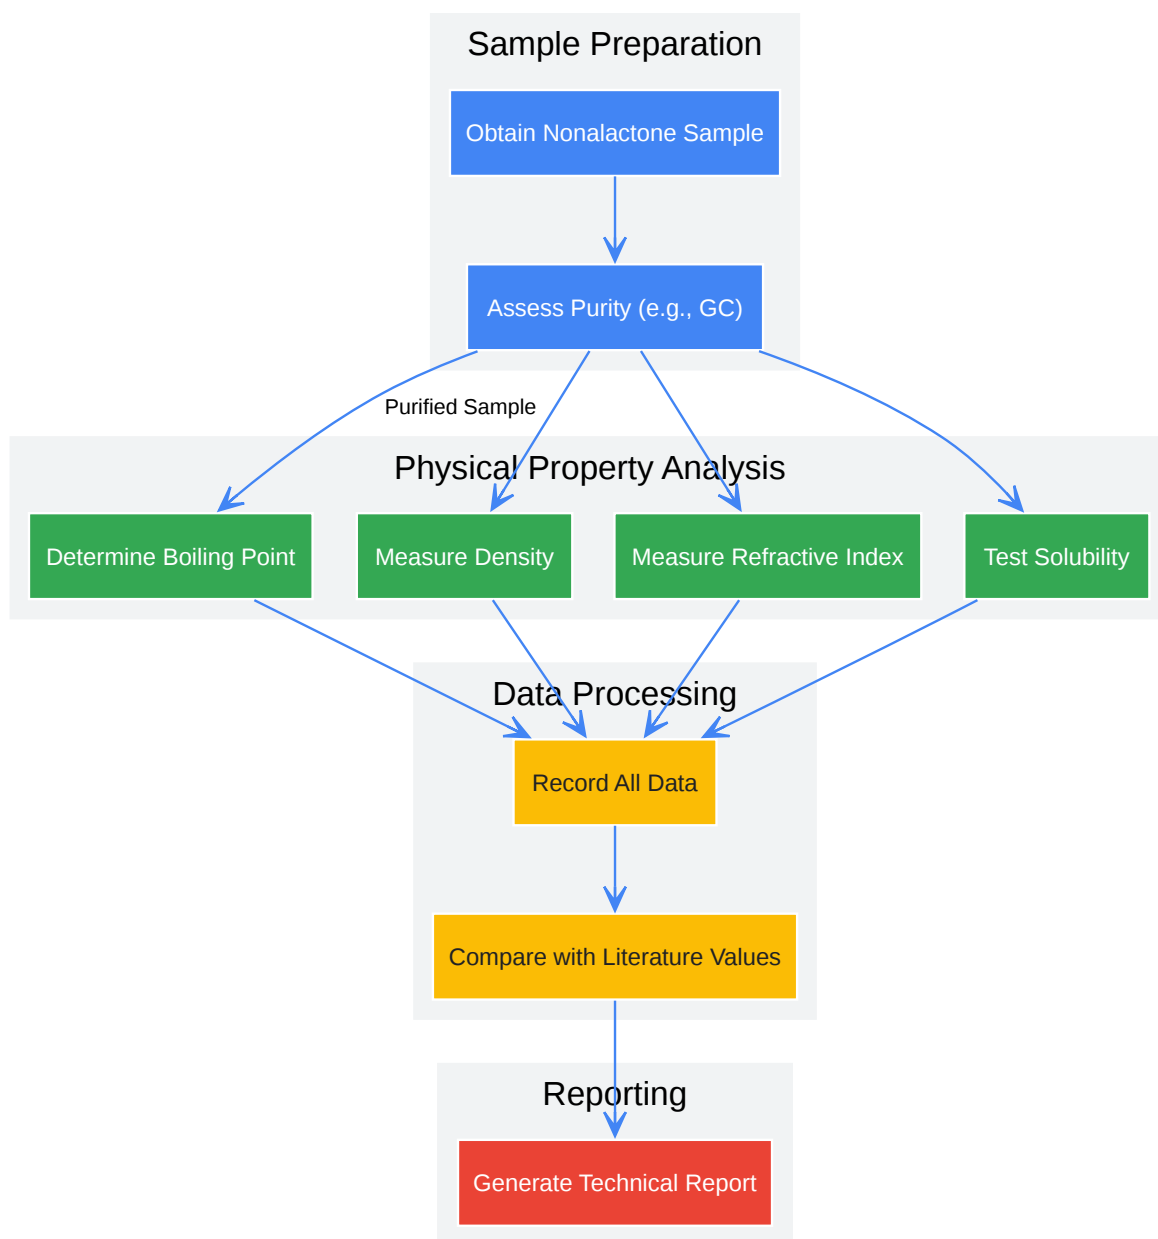 Sample Preparation
Obtain Nonalactone Sample
Assess Purity (e.g., GC)
Purified Sample
Physical Property Analysis
Determine Boiling Point
Measure Density
Measure Refractive Index
Test Solubility
Data Processing
Record All Data
Compare with Literature Values
Reporting
Generate Technical Report